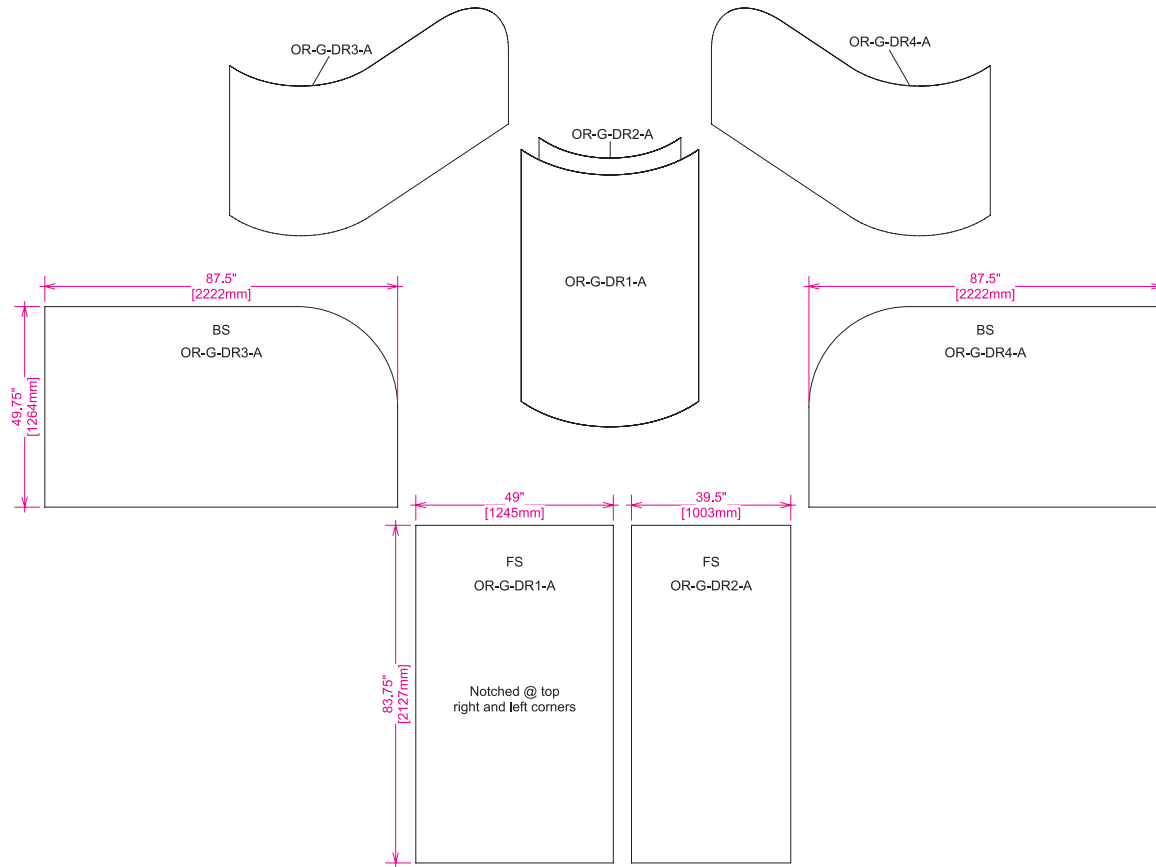 OR-G-DR3-A
OR-G-DR4-A
OR-G-DR2-A
OR-G-DR1-A
87.5"
[2222mm]
87.5"
[2222mm]
49.75"
[1264mm]
BS
OR-G-DR3-A
BS
OR-G-DR4-A
49"
[1245mm]
39.5"
[1003mm]
83.75"
[2127mm]
FS
OR-G-DR1-A
Notched @ top
right and left corners
FS
OR-G-DR2-A